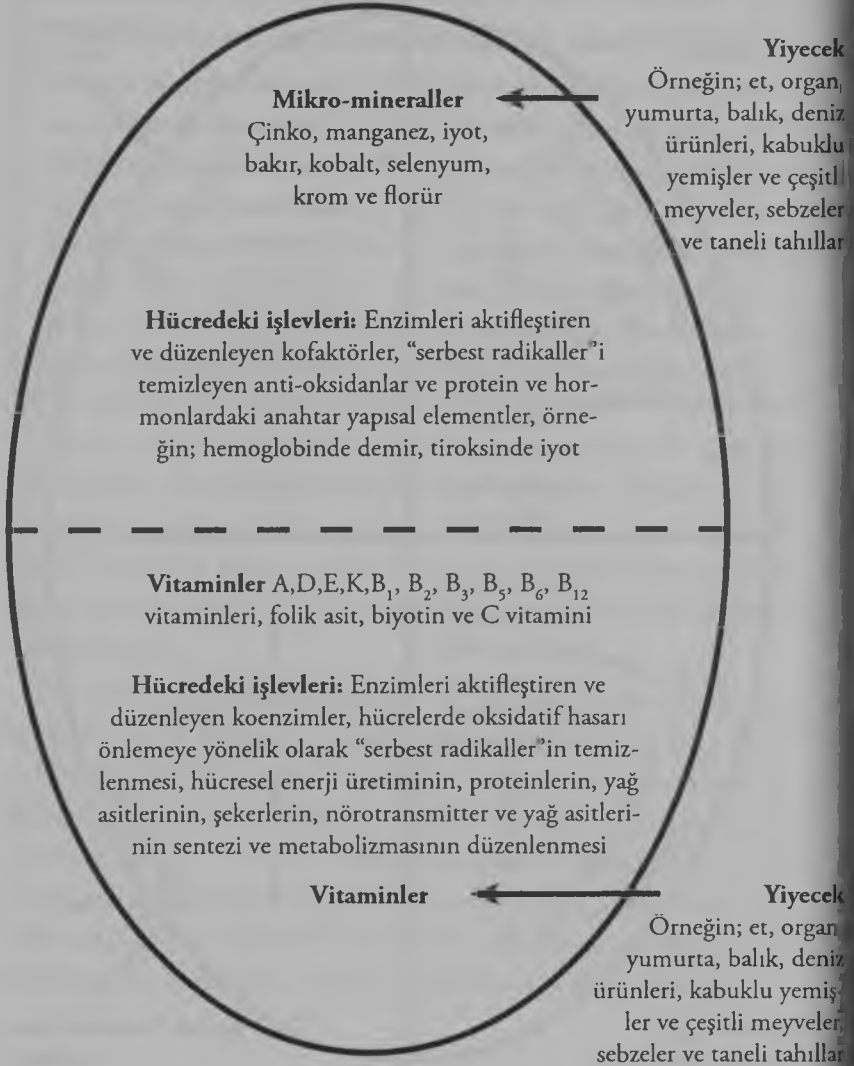 Yiyecek
Örneğin; et, organ,
yumurta, balık, deniz
ürünleri, kabuklu
yemişler ve çeşitli
meyveler, sebzeler
ve taneli tahıllar
Mikro-mineraller
Çinko, manganez, iyot,
bakır, kobalt, selenyum,
krom ve florür
Hücredeki işlevleri: Enzimleri aktifleştiren
ve düzenleyen kofaktörler, “serbest radikaller”i
temizleyen anti-oksidanlar ve protein ve hor-
monlardaki anahtar yapısal elementler, örne-
ğin; hemoglobinde demir, tiroksinde iyot
Vitaminler A,D,E,K,B₁, B₂, B₃, B₅, B₆, B₁₂
vitaminleri, folik asit, biyotin ve C vitamini
Hücredeki işlevleri: Enzimleri aktifleştiren ve
düzenleyen koenzimler, hücrelerde oksidatif hasarı
önlemeye yönelik olarak “serbest radikaller”in temiz-
lenmesi, hücresel enerji üretiminin, proteinlerin, yağ
asitlerinin, şekerlerin, nörotransmitter ve yağ asitleri-
nin sentezi ve metabolizmasının düzenlenmesi
Vitaminler
Yiyecek
Örneğin; et, organ,
yumurta, balık, deniz
ürünleri, kabuklu yemiş-
ler ve çeşitli meyveler,
sebzeler ve taneli tahıllar